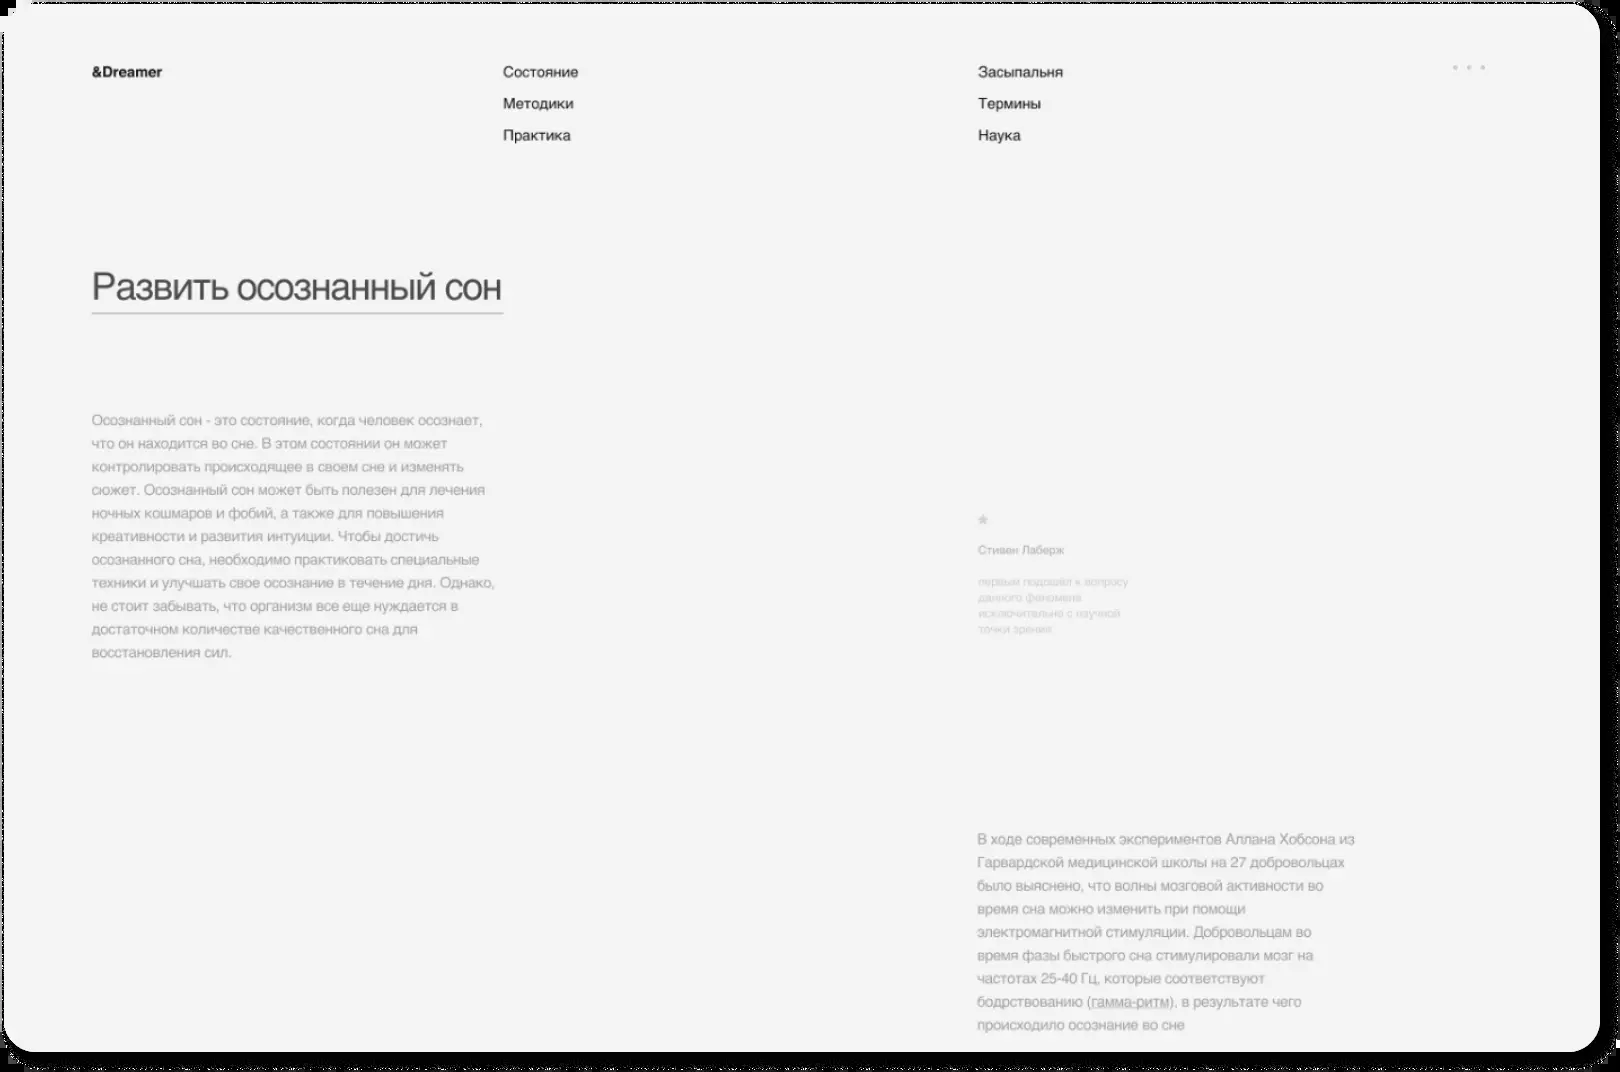 &Dreamer
Состояние
Методики
Практика
Засыпальня
Термины
Наука
Развить осознанный сон
Осознанный сон - это состояние, когда человек осознает,
что он находится во сне. В этом состоянии он может
контролировать происходящее в своем сне и изменять
сюжет. Осознанный сон может быть полезен для лечения
ночных кошмаров и фобий, а также для повышения
креативности и развития интуиции. Чтобы достичь
осознанного сна, необходимо практиковать специальные
техники и улучшать свое осознание в течение дня. Однако,
не стоит забывать, что организм все еще нуждается в
достаточном количестве качественного сна для
восстановления сил.
*
Стивен Лаберж
первым подошёл к вопросу
данного феномена
исключительно с научной
точки зрения
В ходе современных экспериментов Аллана Хобсона из
Гарвардской медицинской школы на 27 добровольцах
было выяснено, что волны мозговой активности во
время сна можно изменить при помощи
электромагнитной стимуляции. Добровольцам во
время фазы быстрого сна стимулировали мозг на
частотах 25-40 Гц, которые соответствуют
бодрствованию (гамма-ритм), в результате чего
происходило осознание во сне